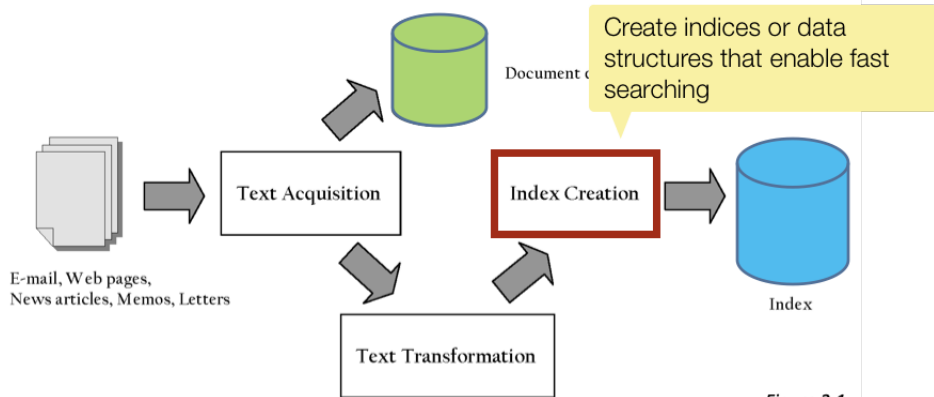 Create indices or data
structures that enable fast
searching
Document
Text Acquisition
Index Creation
E-mail, Web pages,
News articles, Memos, Letters
Index
Text Transformation